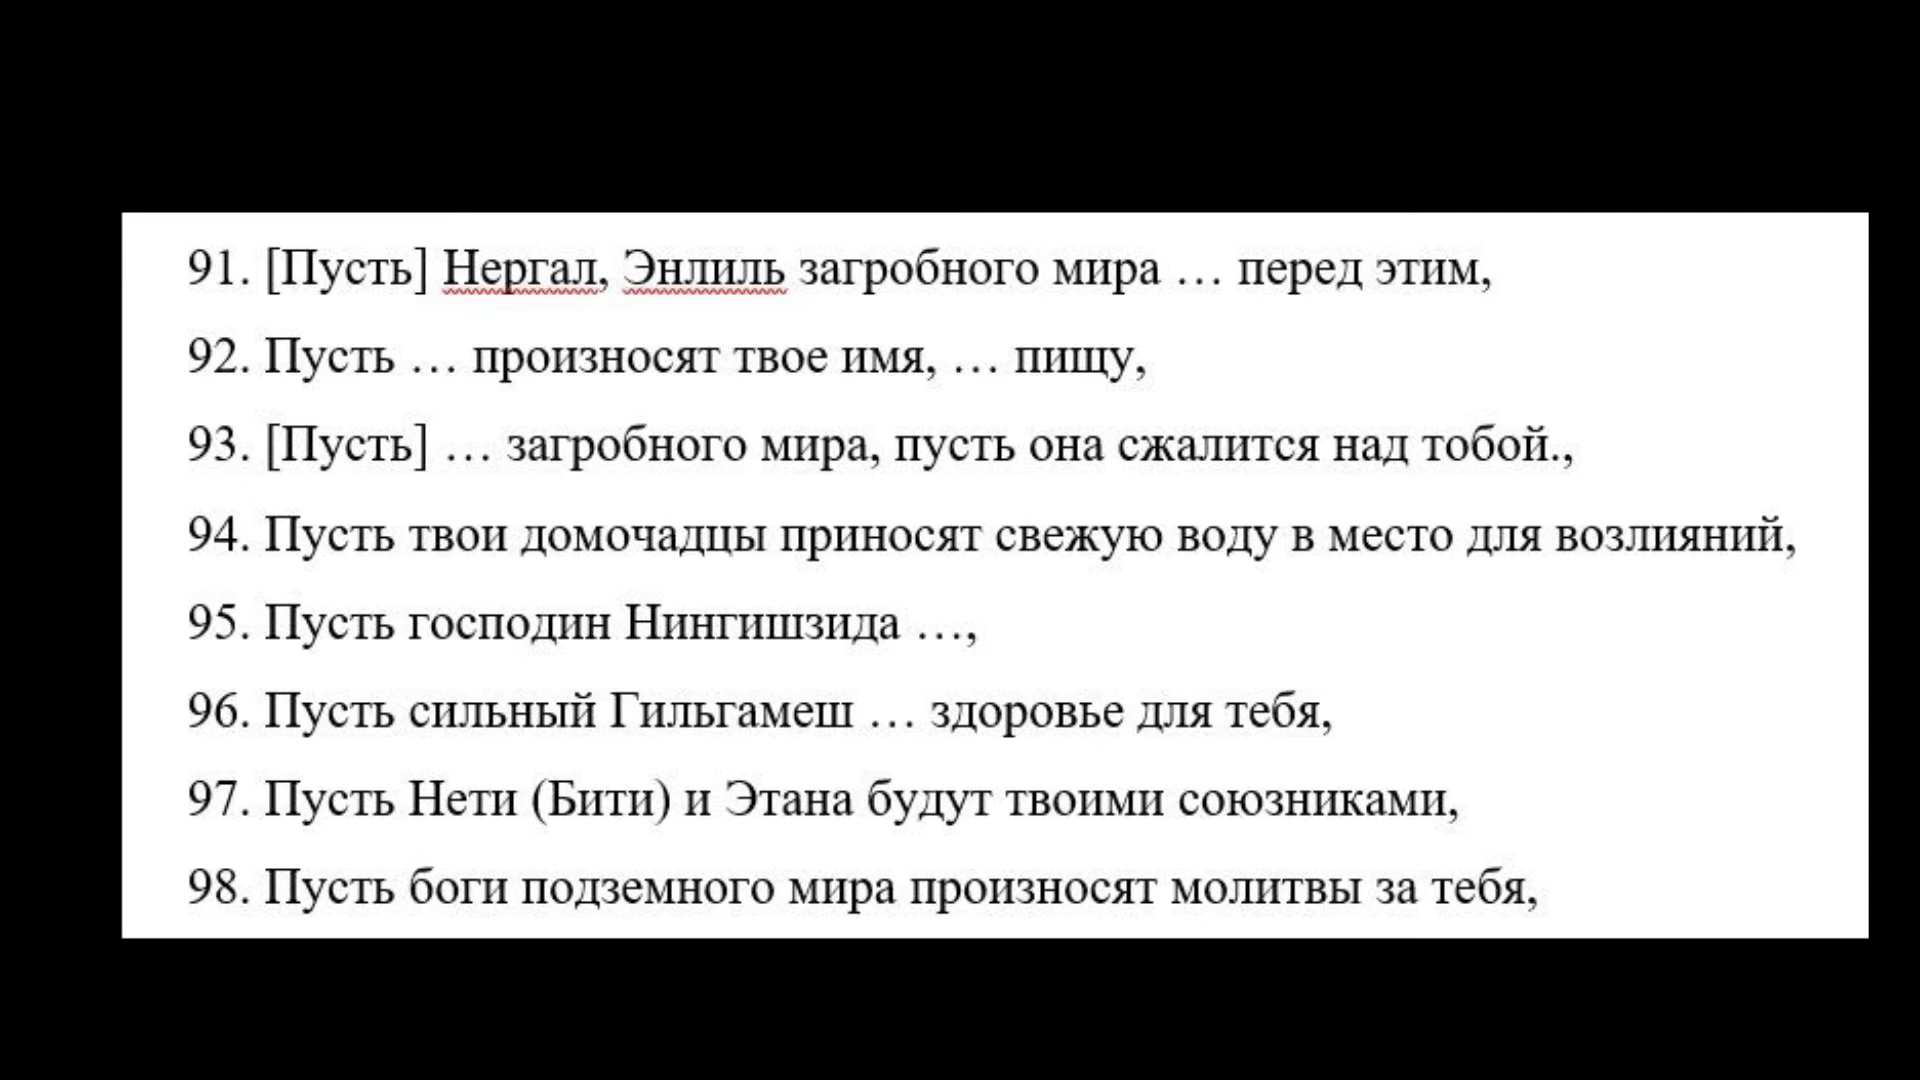 91. [Пусть] Нергал, Энлиль загробного мира … перед этим,
92. Пусть … произносят твое имя, … пищу,
93. [Пусть] … загробного мира, пусть она сжалится над тобой.,
94. Пусть твои домочадцы приносят свежую воду в место для возлияний,
95. Пусть господин Нингишзида …,
96. Пусть сильный Гильгамеш … здоровье для тебя,
97. Пусть Нети (Бити) и Этана будут твоими союзниками,
98. Пусть боги подземного мира произносят молитвы за тебя,